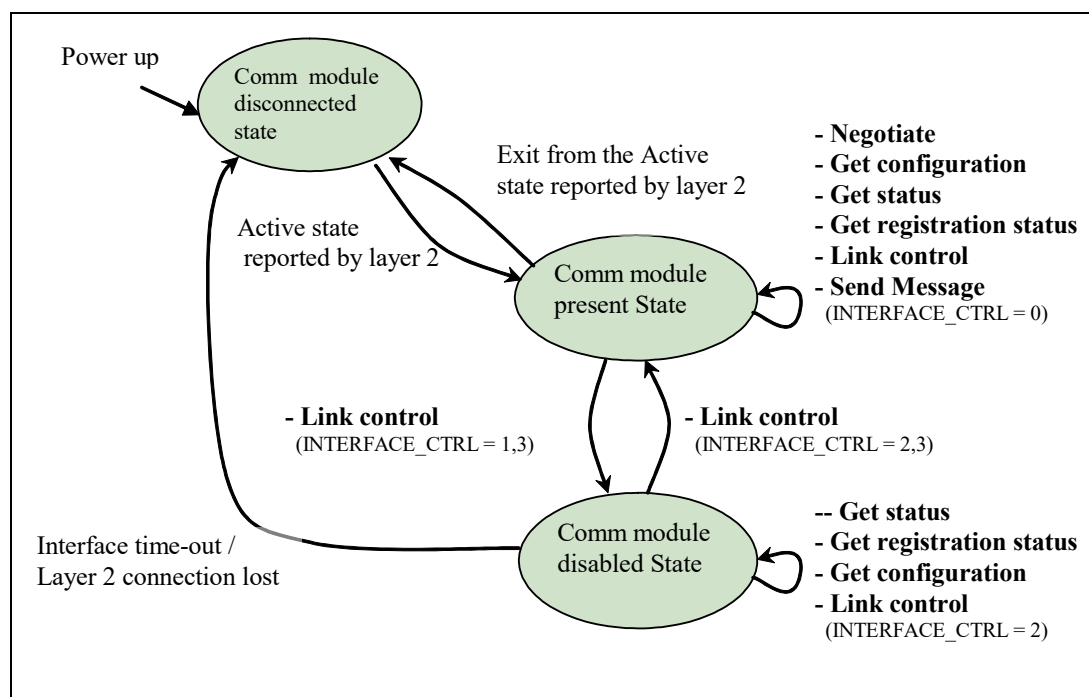 Power up
Comm module
disconnected
state
Exit from the Active
state reported by layer 2
- Negotiate
- Get configuration
- Get status
- Get registration status
- Link control
- Send Message
(INTERFACE_CTRL = 0)
Active state
reported by layer 2
Comm module
present State
- Link control
(INTERFACE_CTRL = 1,3)
- Link control
(INTERFACE_CTRL = 2,3)
Comm module
disabled State
-- Get status
- Get registration status
- Get configuration
- Link control
(INTERFACE_CTRL = 2)
Interface time-out /
Layer 2 connection lost